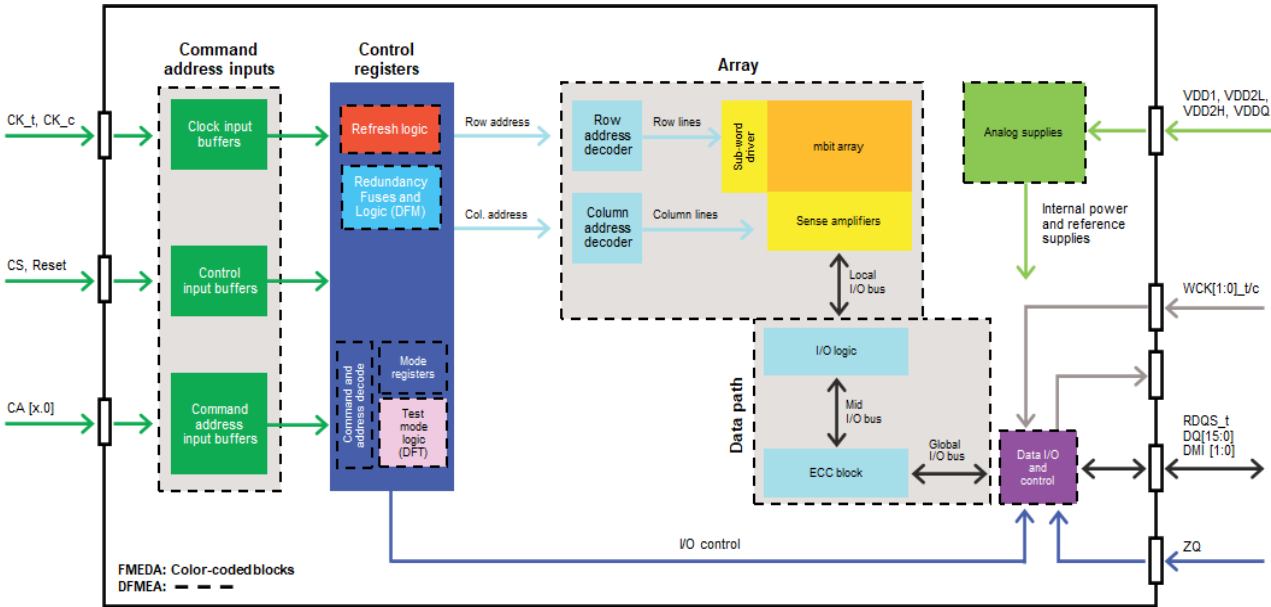 Command
address inputs
Control
registers
Array
CK_t, CK_c
Clock input
buffers
Refresh logic
Row address
Row
address
decoder
Row lines
Sub-word
driver
mbit array
Analog supplies
VDD1, VDD2L,
VDD2H, VDDQ
Redundancy
Fuses and
Logic (DFM)
Col. address
Column
address
decoder
Column lines
Sense amplifiers
Internal power
and reference
supplies
CS, Reset
Control
input buffers
Local
I/O bus
WCK[1:0]_t/c
Data path
I/O logic
Mid
I/O bus
ECC block
Global
I/O bus
Data I/O
and
control
RDQS_t
DQ[15:0]
DMI [1:0]
CA [x.0]
Command
address
input buffers
Command and
address decode
Mode
registers
Test
mode
logic
(DFT)
I/O control
ZQ
FMEDA: Color-coded blocks
DFMEA: